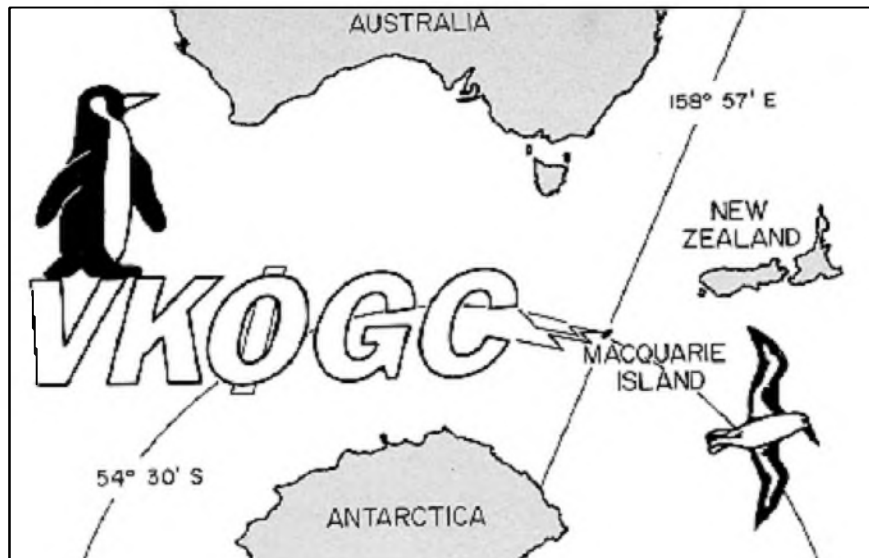 AUSTRALIA
158° 57' E
NEW
ZEALAND
VKØGC
MACQUARIE
ISLAND
54° 30' S
ANTARCTICA